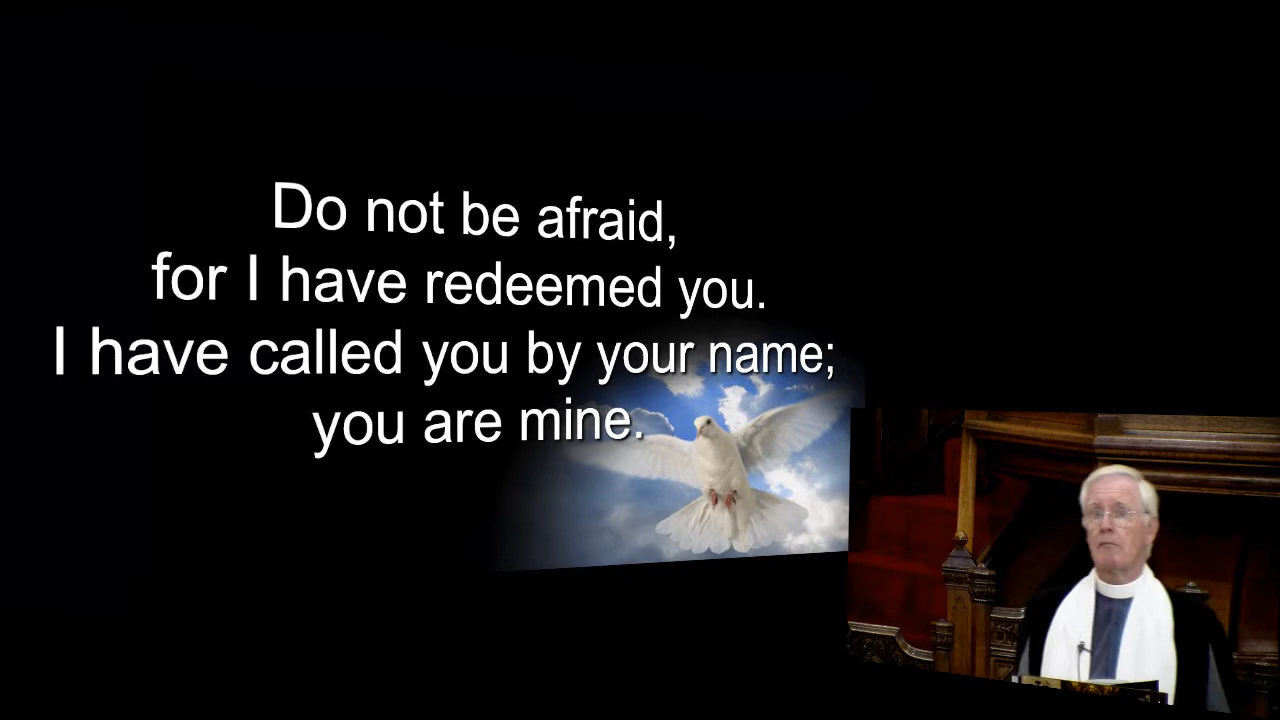 Do not be afraid,
for I have redeemed you.
I have called you by your name;
you are mine.